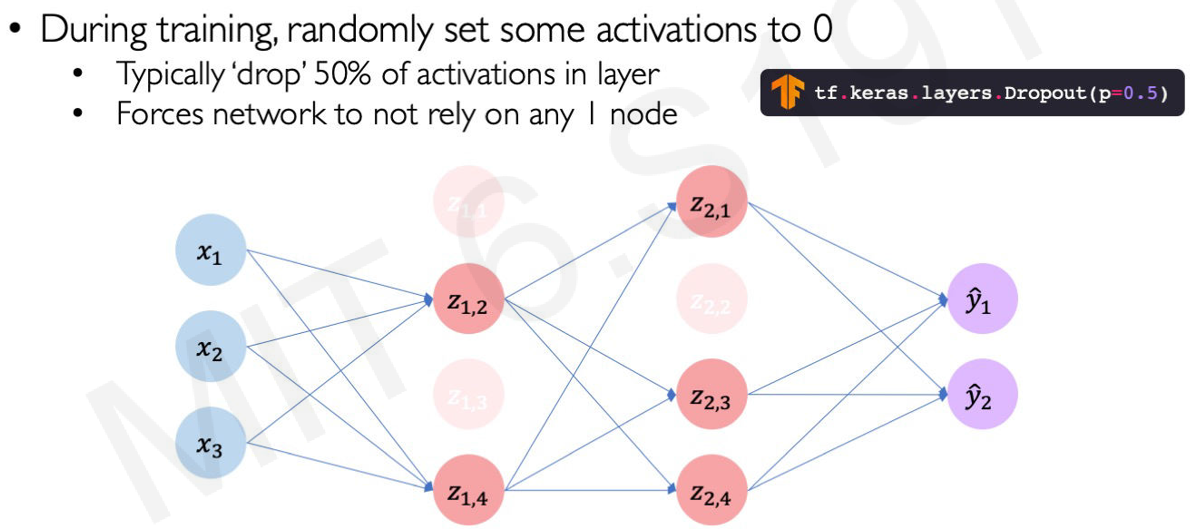 • During training, randomly set some activations to 0
• Typically ‘drop’ 50% of activations in layer
• Forces network to not rely on any 1 node
tf.keras.layers.Dropout(p=0.5)
z₁,₁
z₂,₁
x₁
z₁,₂
z₂,₂
ŷ₁
x₂
z₁,₃
z₂,₃
ŷ₂
x₃
z₁,₄
z₂,₄
MIT 6.S191